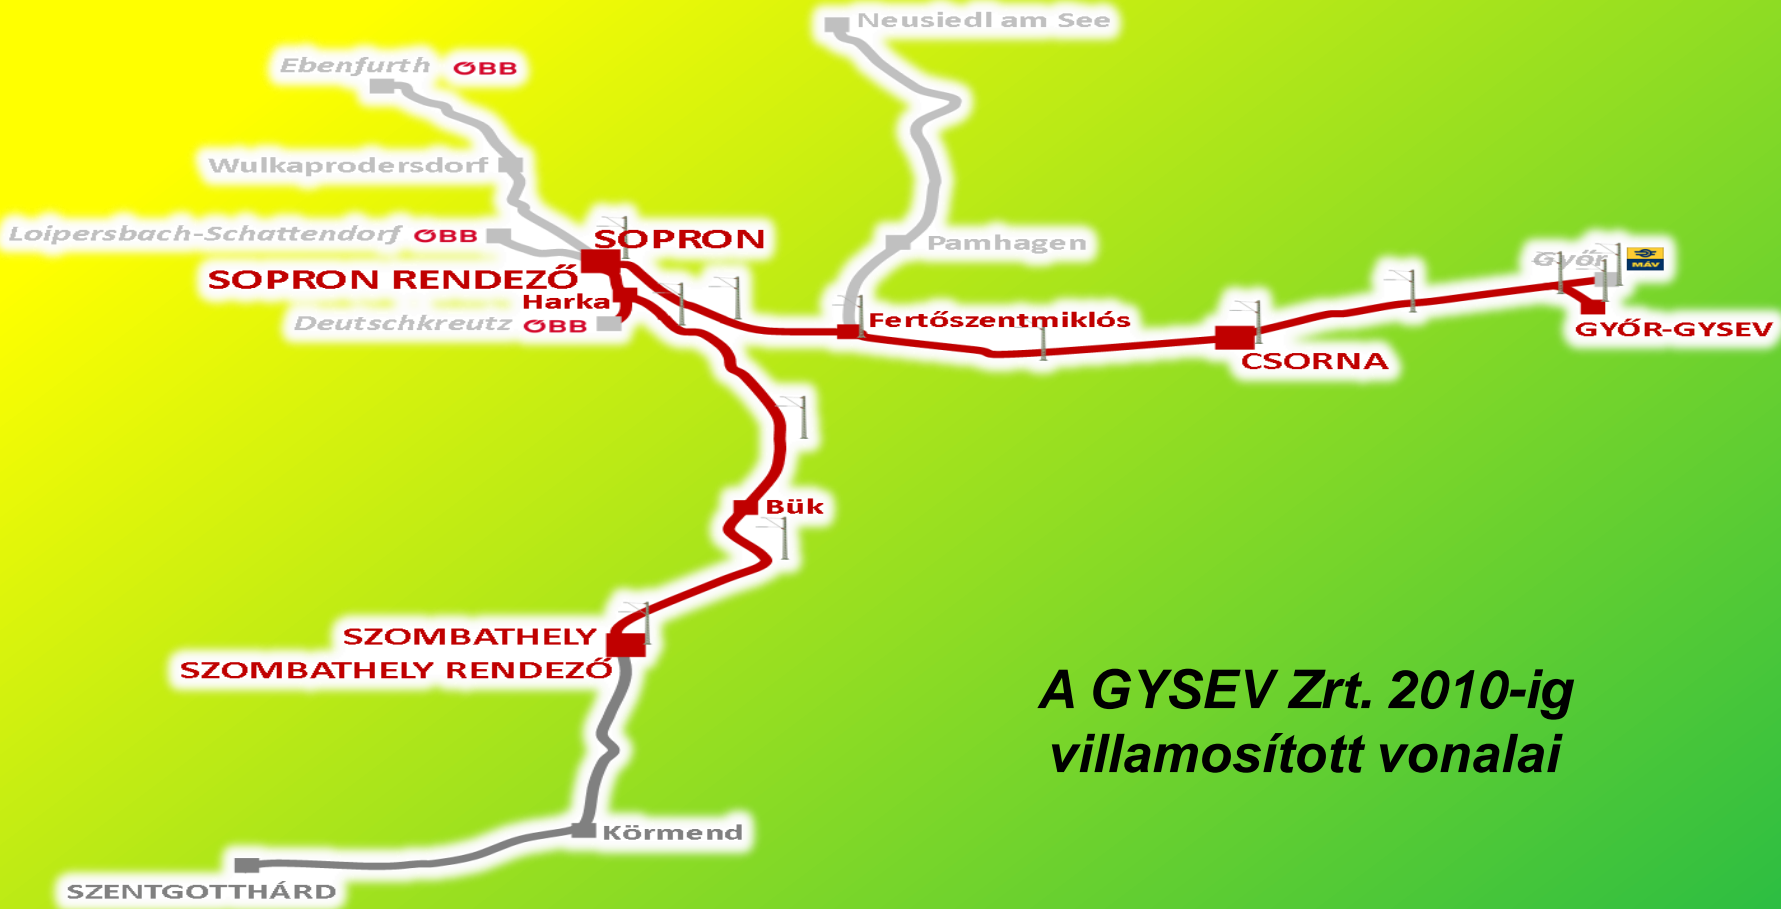 Neusiedl am See
Ebenfurth ÖBB
Wulkaprodersdorf
Loipersbach-Schattendorf ÖBB
SOPRON
Pamhagen
Győr
MÁV
SOPRON RENDEZŐ
Harka
Deutschkreutz ÖBB
Fertőszentmiklós
GYŐR-GYSEV
CSORNA
Bük
SZOMBATHELY
SZOMBATHELY RENDEZŐ
A GYSEV Zrt. 2010-ig
villamosított vonalai
Körmend
SZENTGOTTHÁRD